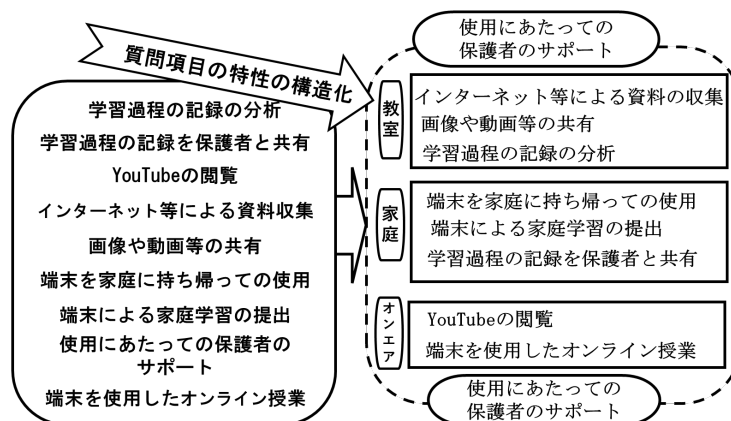 質問項目の特性の構造化
学習過程の記録の分析
学習過程の記録を保護者と共有
YouTubeの閲覧
インターネット等による資料収集
画像や動画等の共有
端末を家庭に持ち帰っての使用
端末による家庭学習の提出
使用にあたっての保護者の
サポート
端末を使用したオンライン授業
使用にあたっての
保護者のサポート
教室
インターネット等による資料の収集
画像や動画等の共有
学習過程の記録の分析
家庭
端末を家庭に持ち帰っての使用
端末による家庭学習の提出
学習過程の記録を保護者と共有
オンエア
YouTubeの閲覧
端末を使用したオンライン授業
使用にあたっての
保護者のサポート